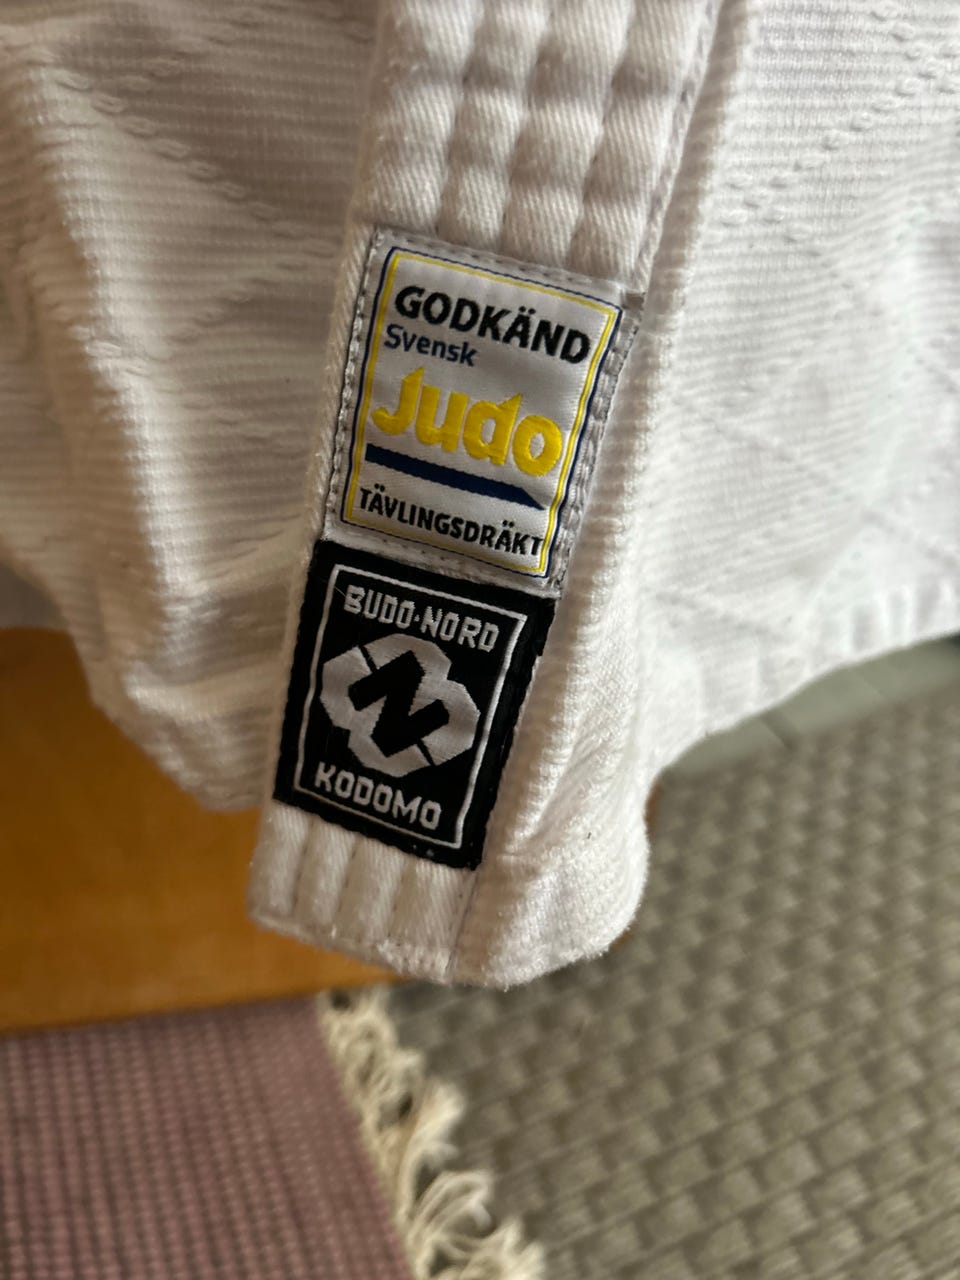 GODKÄND
Svensk
Judo
TÄVLINGSDRÄKT
BUDO-NORD
KODOMO